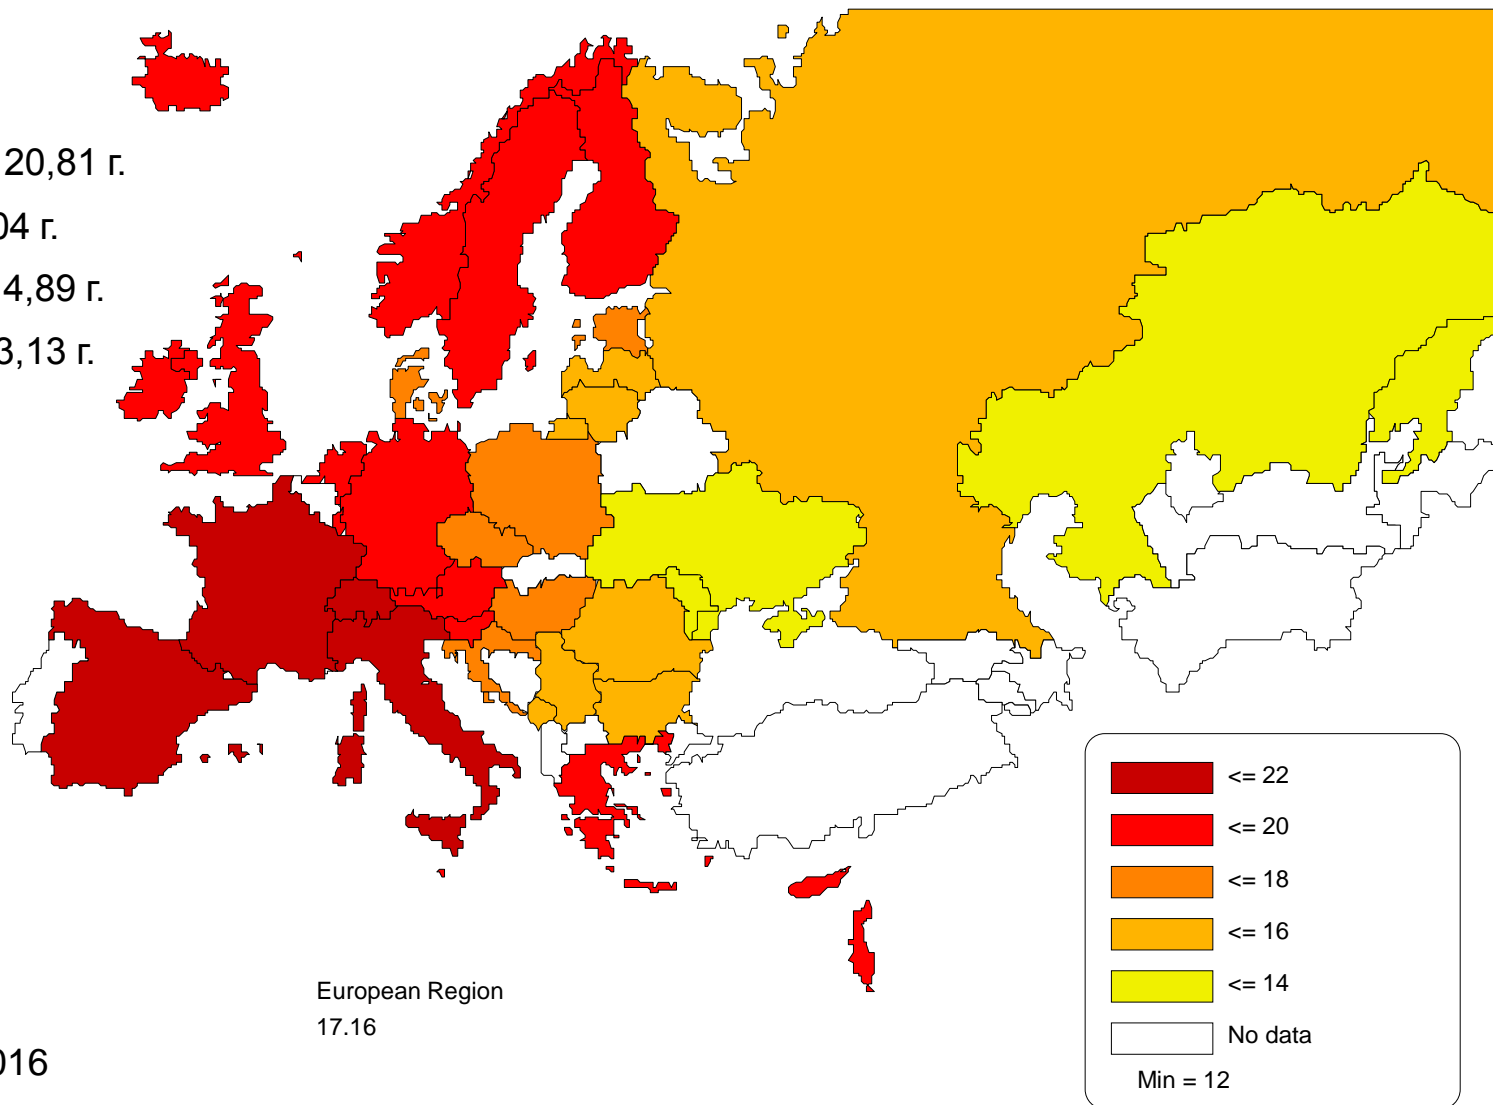 20,81 г.
04 г.
4,89 г.
3,13 г.
<= 22
<= 20
<= 18
<= 16
<= 14
No data
Min = 12
European Region
17.16
016